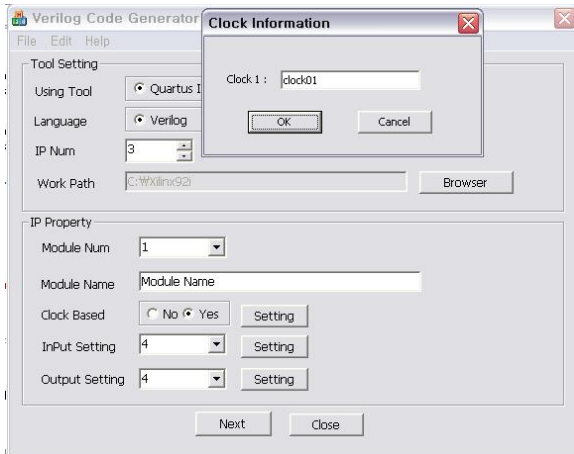 Verilog Code Generator
Clock Information
File Edit Help
Tool Setting
Clock 1 : clock01
Using Tool Quartus I
OK Cancel
Language Verilog
IP Num 3
Work Path C:₩Xilinx92i Browser
IP Property
Module Num 1
Module Name Module Name
Clock Based No Yes Setting
InPut Setting 4 Setting
Output Setting 4 Setting
Next Close